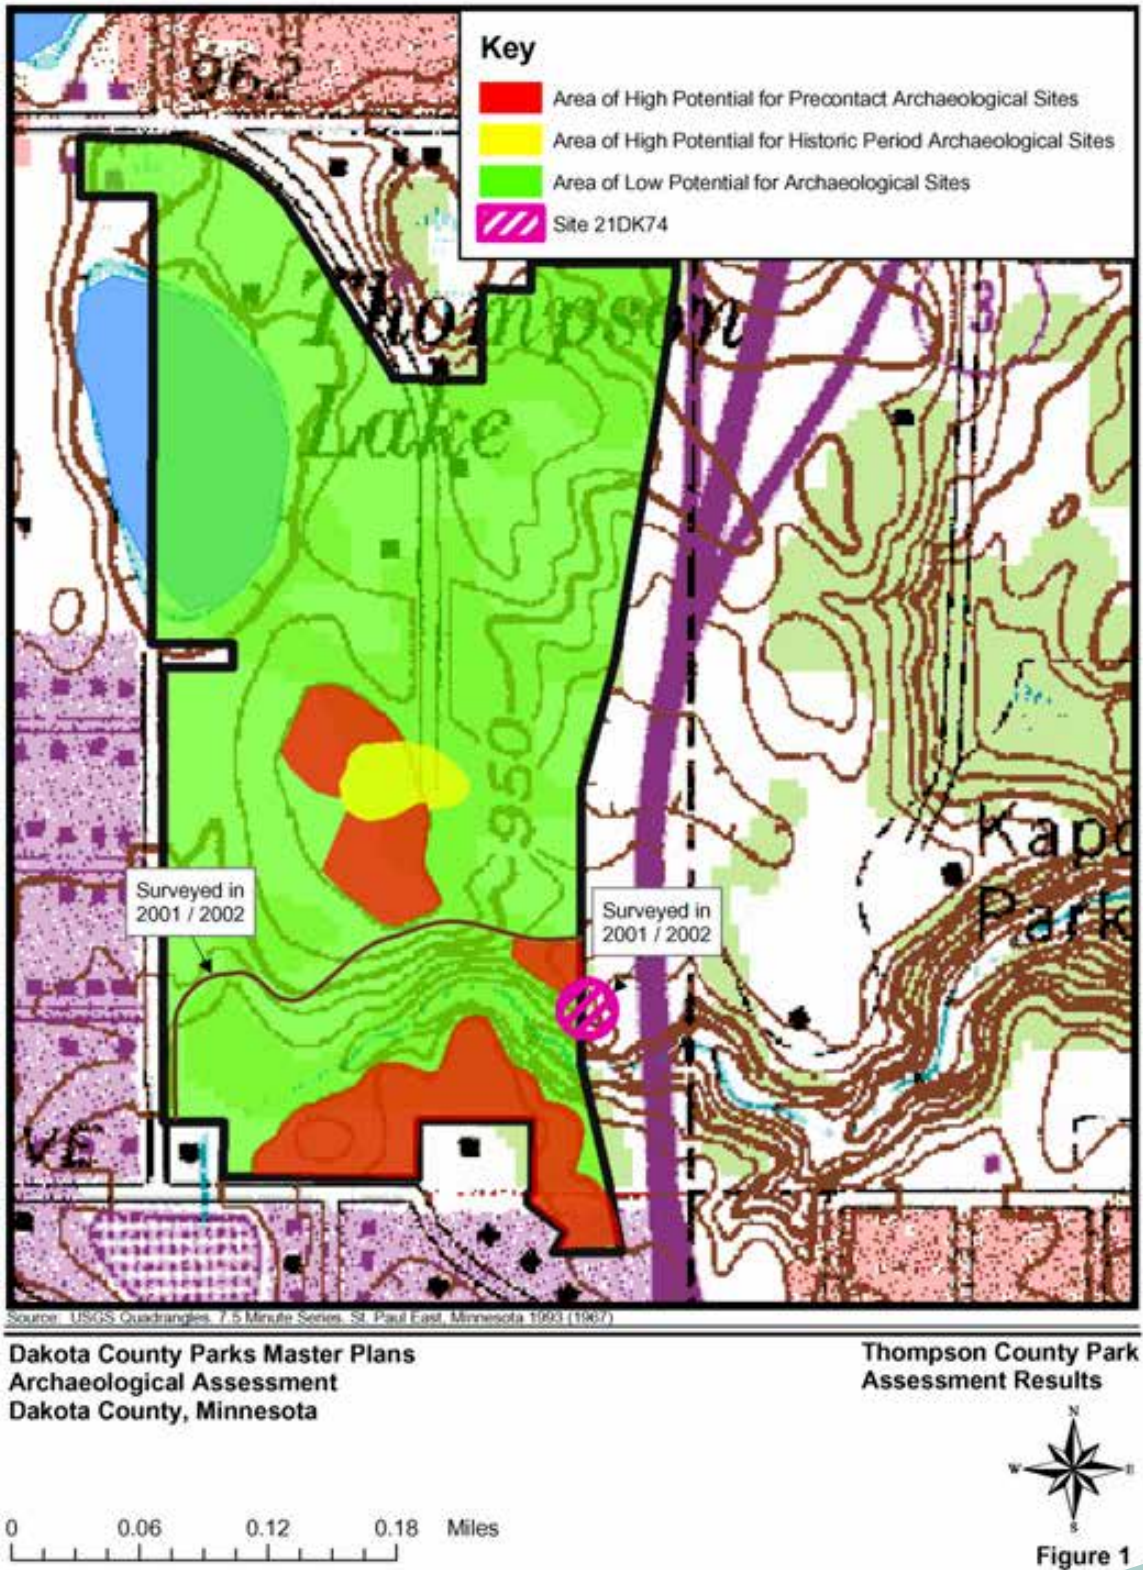 Key
Area of High Potential for Precontact Archaeological Sites
Area of High Potential for Historic Period Archaeological Sites
Area of Low Potential for Archaeological Sites
Site 21DK74
962
Thompson
Lake
3
950
Kapo
Park
Surveyed in
2001 / 2002
Surveyed in
2001 / 2002
VE
Source: USGS Quadrangles. 7.5 Minute Series. St. Paul East, Minnesota 1993 (1967)
Dakota County Parks Master Plans
Archaeological Assessment
Dakota County, Minnesota
Thompson County Park
Assessment Results
N
W E
S
0 0.06 0.12 0.18 Miles
Figure 1